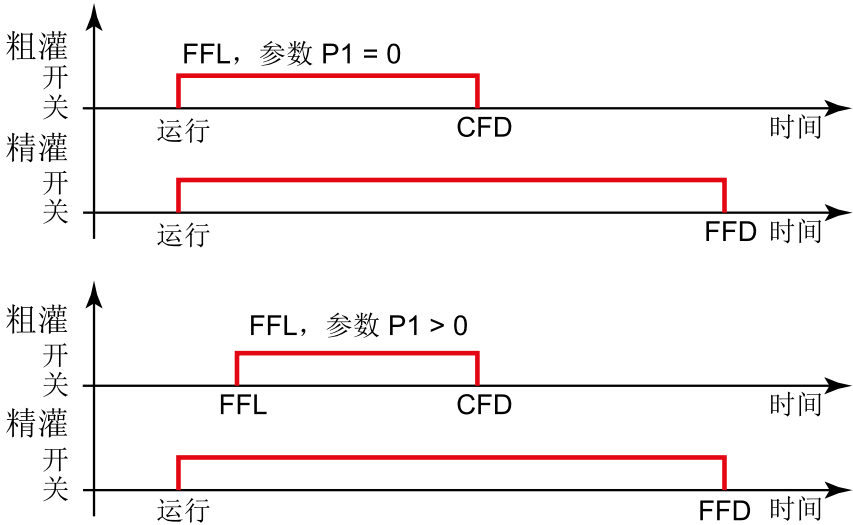 粗灌
FFL，参数 P1 = 0
开
关
运行
CFD
时间
精灌
开
关
运行
FFD
时间
粗灌
FFL，参数 P1 > 0
开
关
FFL
CFD
时间
精灌
开
关
运行
FFD
时间